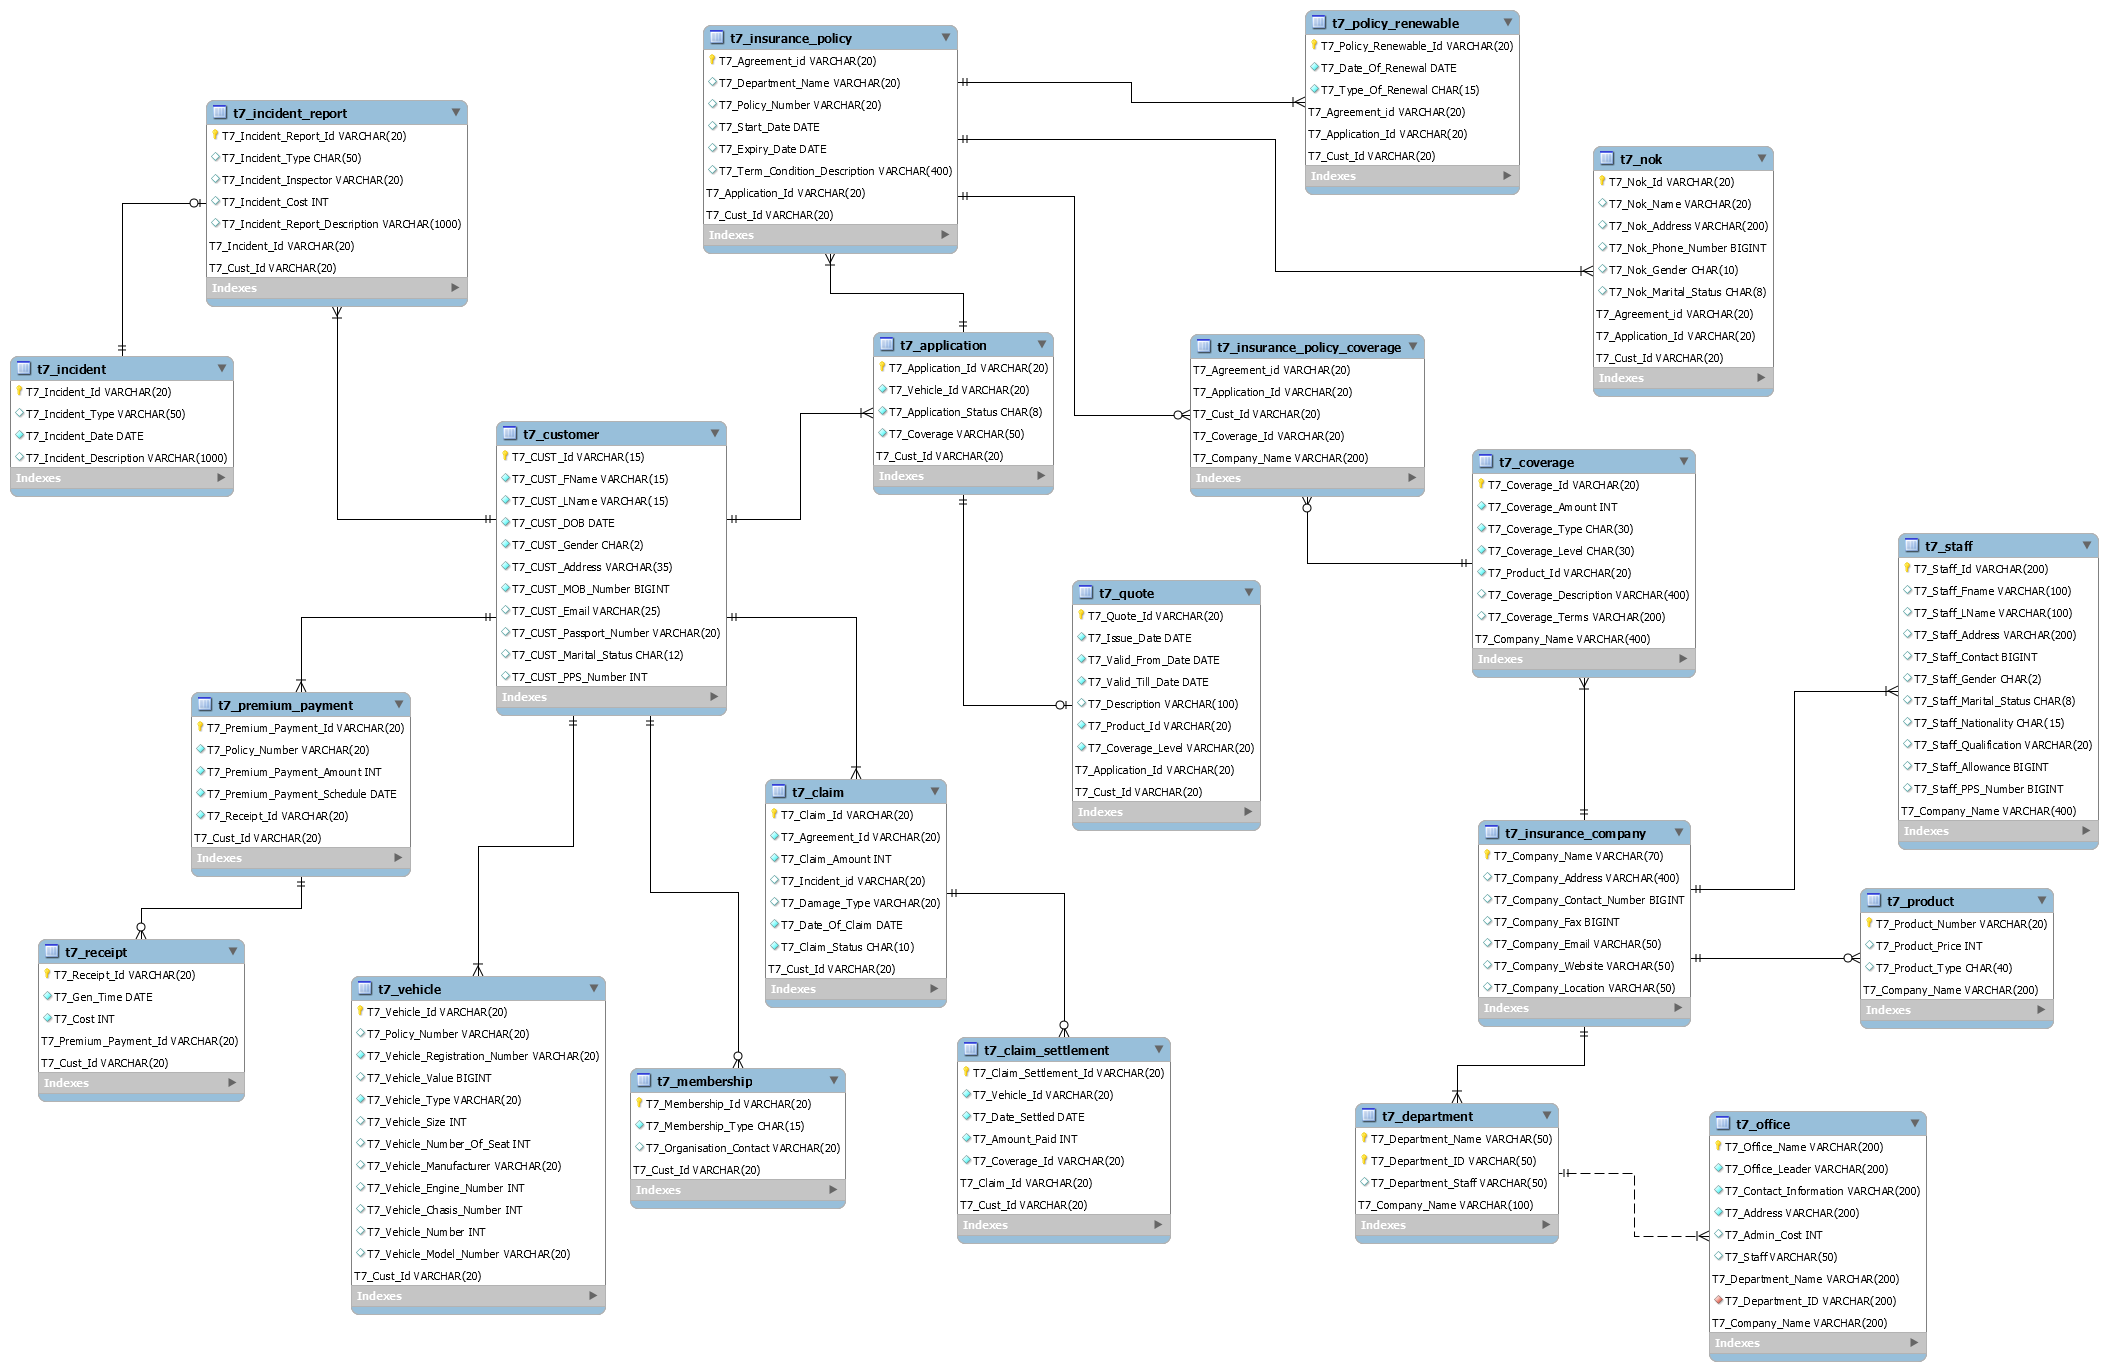 t7_insurance_policy
T7_Agreement_id VARCHAR(20)
T7_Department_Name VARCHAR(20)
T7_Policy_Number VARCHAR(20)
T7_Start_Date DATE
T7_Expiry_Date DATE
T7_Term_Condition_Description VARCHAR(400)
T7_Application_Id VARCHAR(20)
T7_Cust_Id VARCHAR(20)
Indexes
t7_policy_renewable
T7_Policy_Renewable_Id VARCHAR(20)
T7_Date_Of_Renewal DATE
T7_Type_Of_Renewal CHAR(15)
T7_Agreement_id VARCHAR(20)
T7_Application_Id VARCHAR(20)
T7_Cust_Id VARCHAR(20)
Indexes
t7_incident_report
T7_Incident_Report_Id VARCHAR(20)
T7_Incident_Type CHAR(50)
T7_Incident_Inspector VARCHAR(20)
T7_Incident_Cost INT
T7_Incident_Report_Description VARCHAR(1000)
T7_Incident_Id VARCHAR(20)
T7_Cust_Id VARCHAR(20)
Indexes
t7_nok
T7_Nok_Id VARCHAR(20)
T7_Nok_Name VARCHAR(20)
T7_Nok_Address VARCHAR(200)
T7_Nok_Phone_Number BIGINT
T7_Nok_Gender CHAR(10)
T7_Nok_Marital_Status CHAR(8)
T7_Agreement_id VARCHAR(20)
T7_Application_Id VARCHAR(20)
T7_Cust_Id VARCHAR(20)
Indexes
t7_incident
T7_Incident_Id VARCHAR(20)
T7_Incident_Type VARCHAR(50)
T7_Incident_Date DATE
T7_Incident_Description VARCHAR(1000)
Indexes
t7_application
T7_Application_Id VARCHAR(20)
T7_Vehicle_Id VARCHAR(20)
T7_Application_Status CHAR(8)
T7_Coverage VARCHAR(50)
T7_Cust_Id VARCHAR(20)
Indexes
t7_insurance_policy_coverage
T7_Agreement_id VARCHAR(20)
T7_Application_Id VARCHAR(20)
T7_Cust_Id VARCHAR(20)
T7_Coverage_Id VARCHAR(20)
T7_Company_Name VARCHAR(200)
Indexes
t7_customer
T7_CUST_Id VARCHAR(15)
T7_CUST_FName VARCHAR(15)
T7_CUST_LName VARCHAR(15)
T7_CUST_DOB DATE
T7_CUST_Gender CHAR(2)
T7_CUST_Address VARCHAR(35)
T7_CUST_MOB_Number BIGINT
T7_CUST_Email VARCHAR(25)
T7_CUST_Passport_Number VARCHAR(20)
T7_CUST_Marital_Status CHAR(12)
T7_CUST_PPS_Number INT
Indexes
t7_coverage
T7_Coverage_Id VARCHAR(20)
T7_Coverage_Amount INT
T7_Coverage_Type CHAR(30)
T7_Coverage_Level CHAR(30)
T7_Product_Id VARCHAR(20)
T7_Coverage_Description VARCHAR(400)
T7_Coverage_Terms VARCHAR(200)
T7_Company_Name VARCHAR(400)
Indexes
t7_staff
T7_Staff_Id VARCHAR(200)
T7_Staff_Fname VARCHAR(100)
T7_Staff_LName VARCHAR(100)
T7_Staff_Address VARCHAR(200)
T7_Staff_Contact BIGINT
T7_Staff_Gender CHAR(2)
T7_Staff_Marital_Status CHAR(8)
T7_Staff_Nationality CHAR(15)
T7_Staff_Qualification VARCHAR(20)
T7_Staff_Allowance BIGINT
T7_Staff_PPS_Number BIGINT
T7_Company_Name VARCHAR(400)
Indexes
t7_quote
T7_Quote_Id VARCHAR(20)
T7_Issue_Date DATE
T7_Valid_From_Date DATE
T7_Valid_Till_Date DATE
T7_Description VARCHAR(100)
T7_Product_Id VARCHAR(20)
T7_Coverage_Level VARCHAR(20)
T7_Application_Id VARCHAR(20)
T7_Cust_Id VARCHAR(20)
Indexes
t7_premium_payment
T7_Premium_Payment_Id VARCHAR(20)
T7_Policy_Number VARCHAR(20)
T7_Premium_Payment_Amount INT
T7_Premium_Payment_Schedule DATE
T7_Receipt_Id VARCHAR(20)
T7_Cust_Id VARCHAR(20)
Indexes
t7_claim
T7_Claim_Id VARCHAR(20)
T7_Agreement_Id VARCHAR(20)
T7_Claim_Amount INT
T7_Incident_id VARCHAR(20)
T7_Damage_Type VARCHAR(20)
T7_Date_Of_Claim DATE
T7_Claim_Status CHAR(10)
T7_Cust_Id VARCHAR(20)
Indexes
t7_insurance_company
T7_Company_Name VARCHAR(70)
T7_Company_Address VARCHAR(400)
T7_Company_Contact_Number BIGINT
T7_Company_Fax BIGINT
T7_Company_Email VARCHAR(50)
T7_Company_Website VARCHAR(50)
T7_Company_Location VARCHAR(50)
Indexes
t7_product
T7_Product_Number VARCHAR(20)
T7_Product_Price INT
T7_Product_Type CHAR(40)
T7_Company_Name VARCHAR(200)
Indexes
t7_receipt
T7_Receipt_Id VARCHAR(20)
T7_Gen_Time DATE
T7_Cost INT
T7_Premium_Payment_Id VARCHAR(20)
T7_Cust_Id VARCHAR(20)
Indexes
t7_vehicle
T7_Vehicle_Id VARCHAR(20)
T7_Policy_Number VARCHAR(20)
T7_Vehicle_Registration_Number VARCHAR(20)
T7_Vehicle_Value BIGINT
T7_Vehicle_Type VARCHAR(20)
T7_Vehicle_Size INT
T7_Vehicle_Number_Of_Seat INT
T7_Vehicle_Manufacturer VARCHAR(20)
T7_Vehicle_Engine_Number INT
T7_Vehicle_Chasis_Number INT
T7_Vehicle_Number INT
T7_Vehicle_Model_Number VARCHAR(20)
T7_Cust_Id VARCHAR(20)
Indexes
t7_membership
T7_Membership_Id VARCHAR(20)
T7_Membership_Type CHAR(15)
T7_Organisation_Contact VARCHAR(20)
T7_Cust_Id VARCHAR(20)
Indexes
t7_claim_settlement
T7_Claim_Settlement_Id VARCHAR(20)
T7_Vehicle_Id VARCHAR(20)
T7_Date_Settled DATE
T7_Amount_Paid INT
T7_Coverage_Id VARCHAR(20)
T7_Claim_Id VARCHAR(20)
T7_Cust_Id VARCHAR(20)
Indexes
t7_department
T7_Department_Name VARCHAR(50)
T7_Department_ID VARCHAR(50)
T7_Department_Staff VARCHAR(50)
T7_Company_Name VARCHAR(100)
Indexes
t7_office
T7_Office_Name VARCHAR(200)
T7_Office_Leader VARCHAR(200)
T7_Contact_Information VARCHAR(200)
T7_Address VARCHAR(200)
T7_Admin_Cost INT
T7_Staff VARCHAR(50)
T7_Department_Name VARCHAR(200)
T7_Department_ID VARCHAR(200)
T7_Company_Name VARCHAR(200)
Indexes